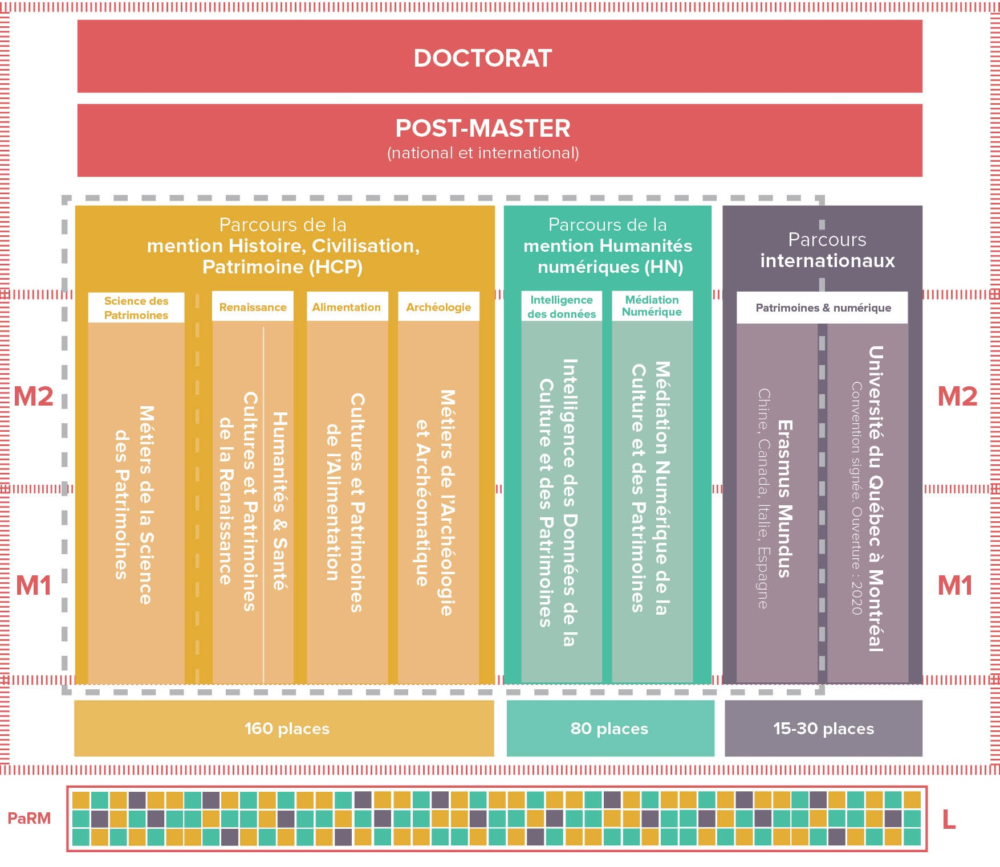 DOCTORAT
POST-MASTER
(national et international)
Parcours de la
mention Histoire, Civilisation,
Patrimoine (HCP)
Parcours de la
mention Humanités
numériques (HN)
Parcours
internationaux
Science des
Patrimoines
Renaissance
Alimentation
Archéologie
Intelligence
des données
Médiation
Numérique
Patrimoines & numérique
M2
M1
Métiers de la Science
des Patrimoines
Cultures et Patrimoines
de la Renaissance
Humanités & Santé
Cultures et Patrimoines
de l'Alimentation
Métiers de l'Archéologie
et Archéomatique
Intelligence des Données de la
Culture et des Patrimoines
Médiation Numérique de la
Culture et des Patrimoines
Erasmus Mundus
Chine, Canada, Italie, Espagne
Université du Québec à Montréal
Convention signée. Ouverture : 2020
M2
M1
160 places
80 places
15-30 places
PaRM
L